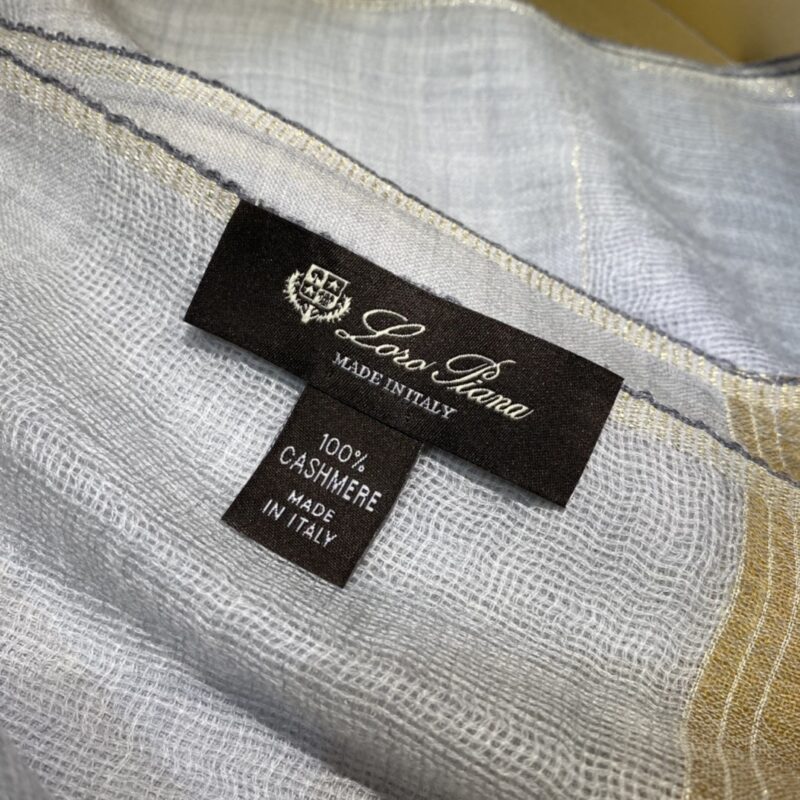 Loro Piana
MADE IN ITALY
100%
CASHMERE
MADE
IN ITALY